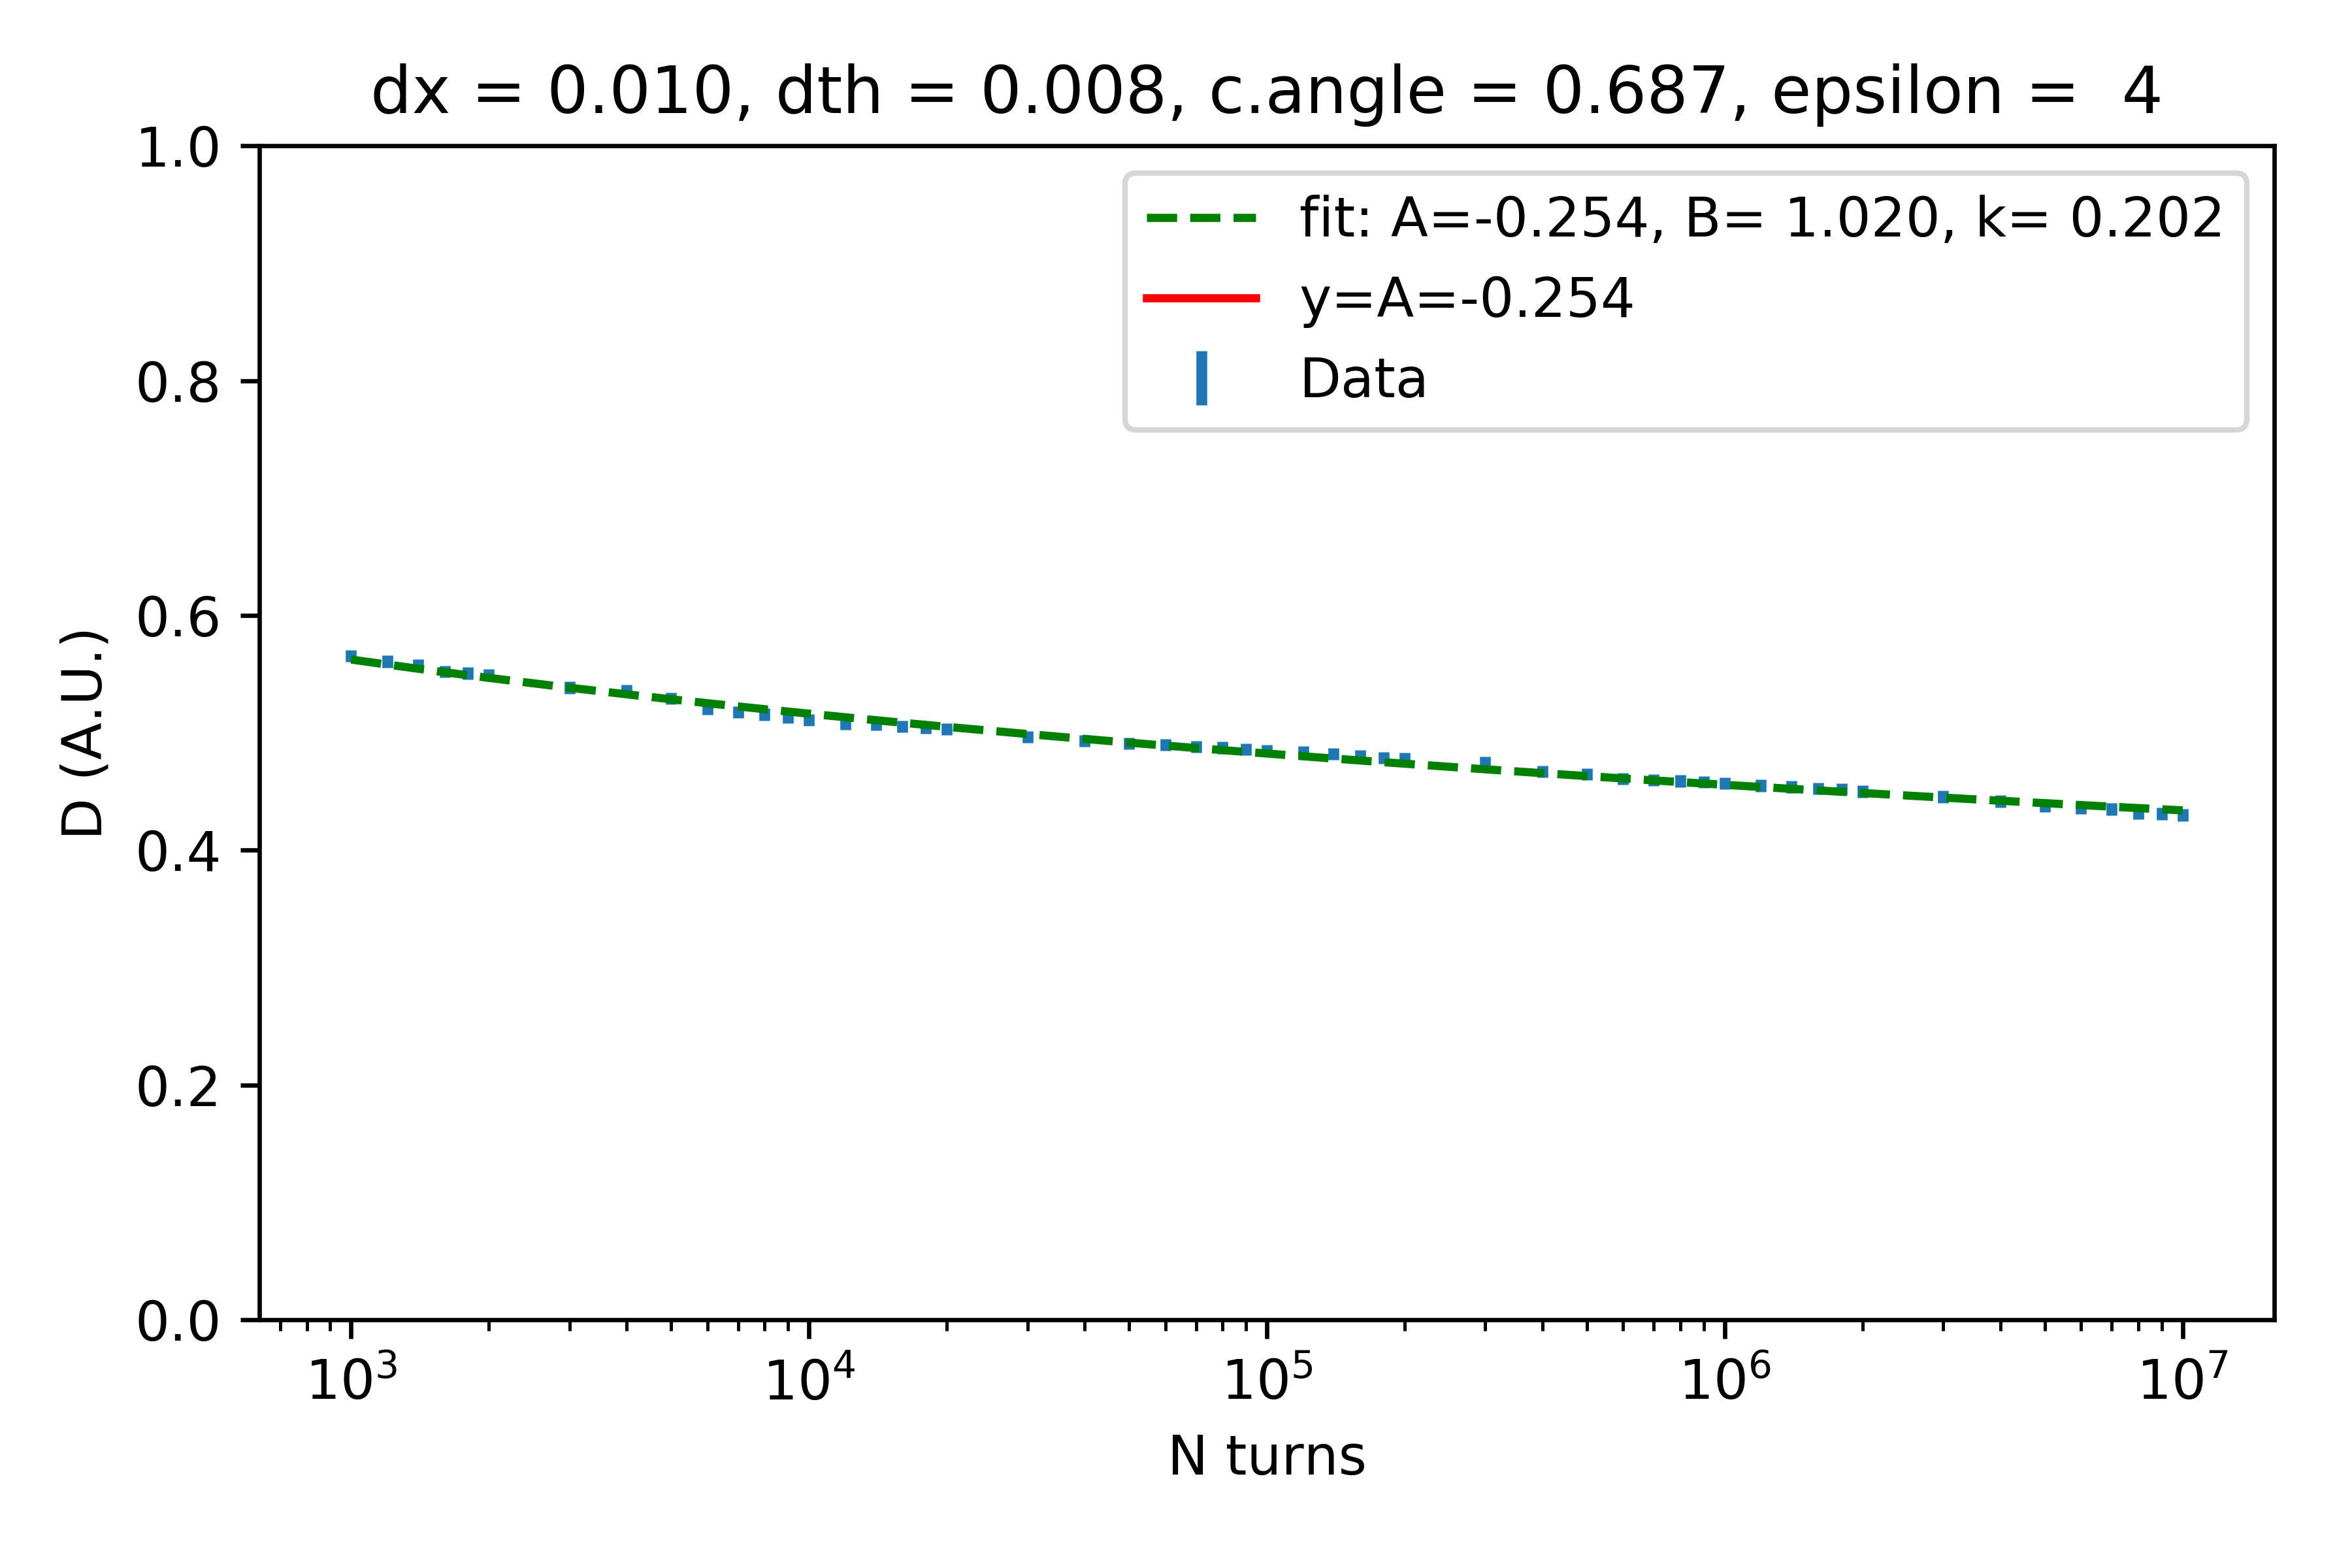 dx = 0.010, dth = 0.008, c.angle = 0.687, epsilon =  4
1.0
0.8
0.6
0.4
0.2
0.0
D (A.U.)
fit: A=-0.254, B= 1.020, k= 0.202
y=A=-0.254
Data
10³ 10⁴ 10⁵ 10⁶ 10⁷
N turns